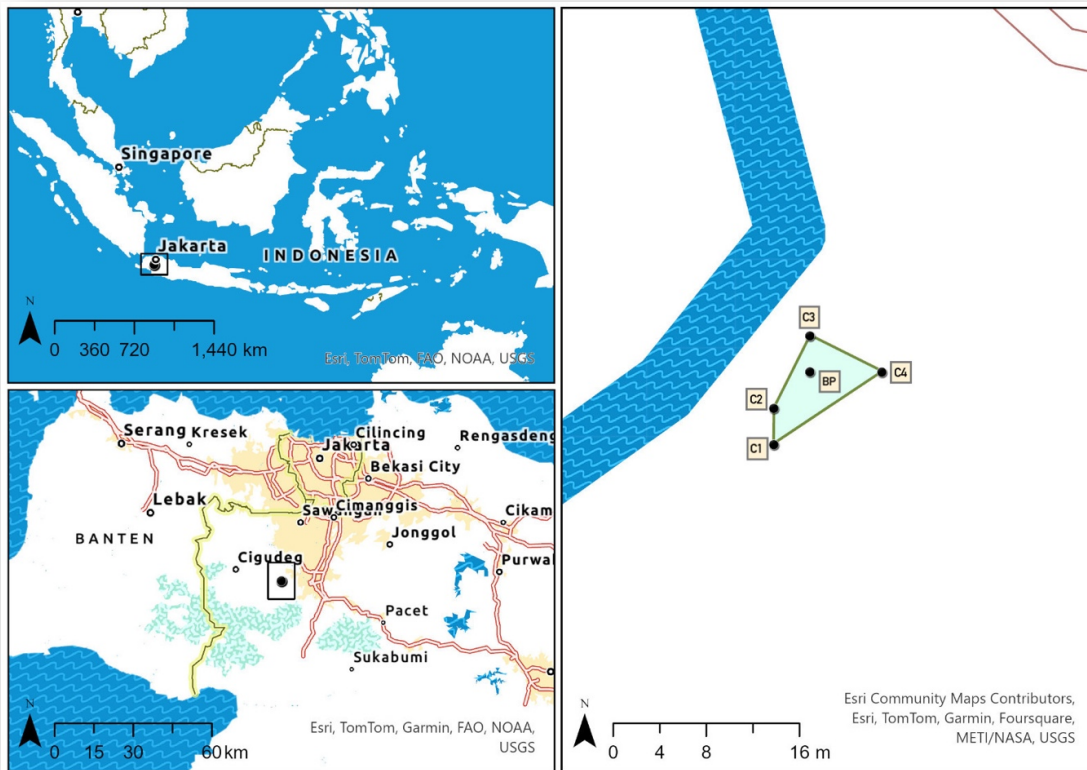 Singapore
Jakarta
INDONESIA
N
0 360 720 1,440 km
Esri, TomTom, FAO, NOAA, USGS
Serang Kresek
Cilincing
Jakarta
Rengasdeng
Bekasi City
Lebak
Cimanggis
Cikam
BANTEN
Jonggol
Cigudeg
Purwal
Pacet
Sukabumi
N
0 15 30 60 km
Esri, TomTom, Garmin, FAO, NOAA,
USGS
C3
BP
C4
C2
C1
N
0 4 8 16 m
Esri Community Maps Contributors,
Esri, TomTom, Garmin, Foursquare,
METI/NASA, USGS